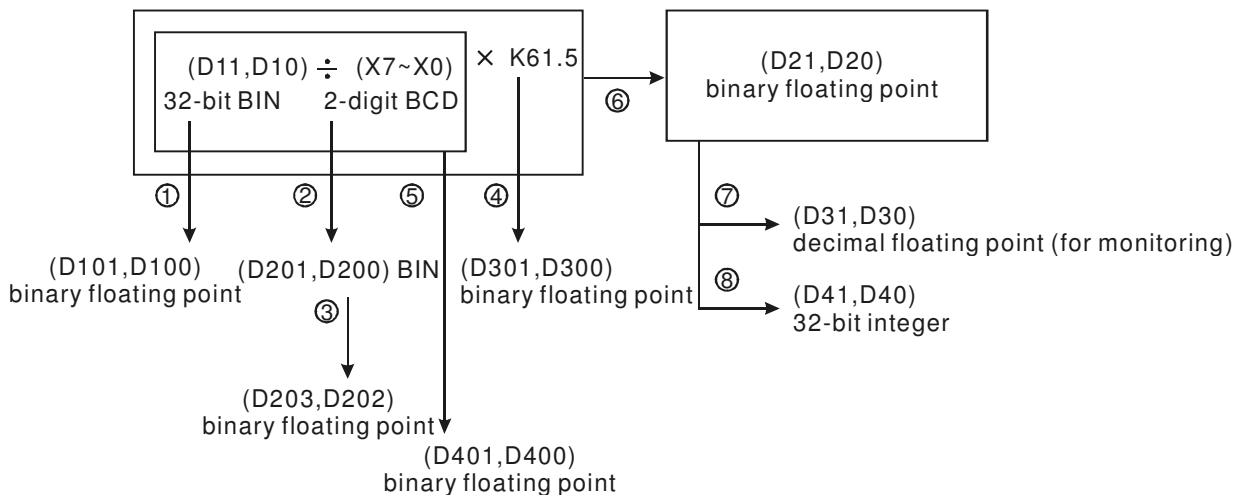 (D11,D10) ÷ (X7~X0) × K61.5
32-bit BIN 2-digit BCD
(D21,D20)
binary floating point
⑥
① ② ⑤ ④
⑦
(D31,D30)
decimal floating point (for monitoring)
(D101,D100)
binary floating point
(D201,D200) BIN
(D301,D300)
binary floating point
⑧
(D41,D40)
32-bit integer
③
(D203,D202)
binary floating point
(D401,D400)
binary floating point